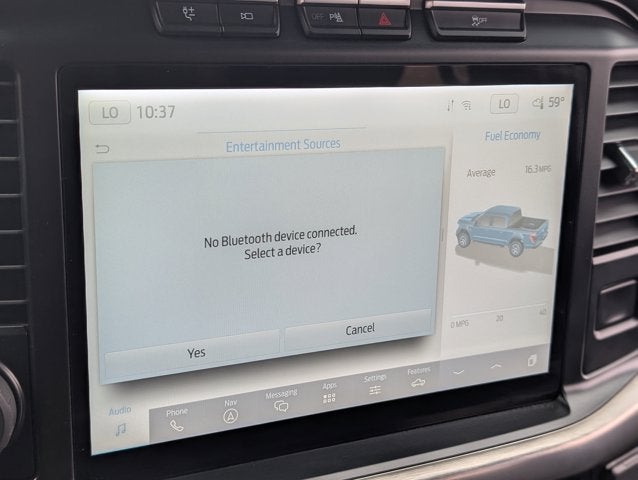 OFF
OFF
LO 10:37 LO 59°
Entertainment Sources
Fuel Economy
Average 16.3 MPG
No Bluetooth device connected.
Select a device?
Yes Cancel
0 MPG 20 40
Audio Phone Nav Messaging Apps Settings Features